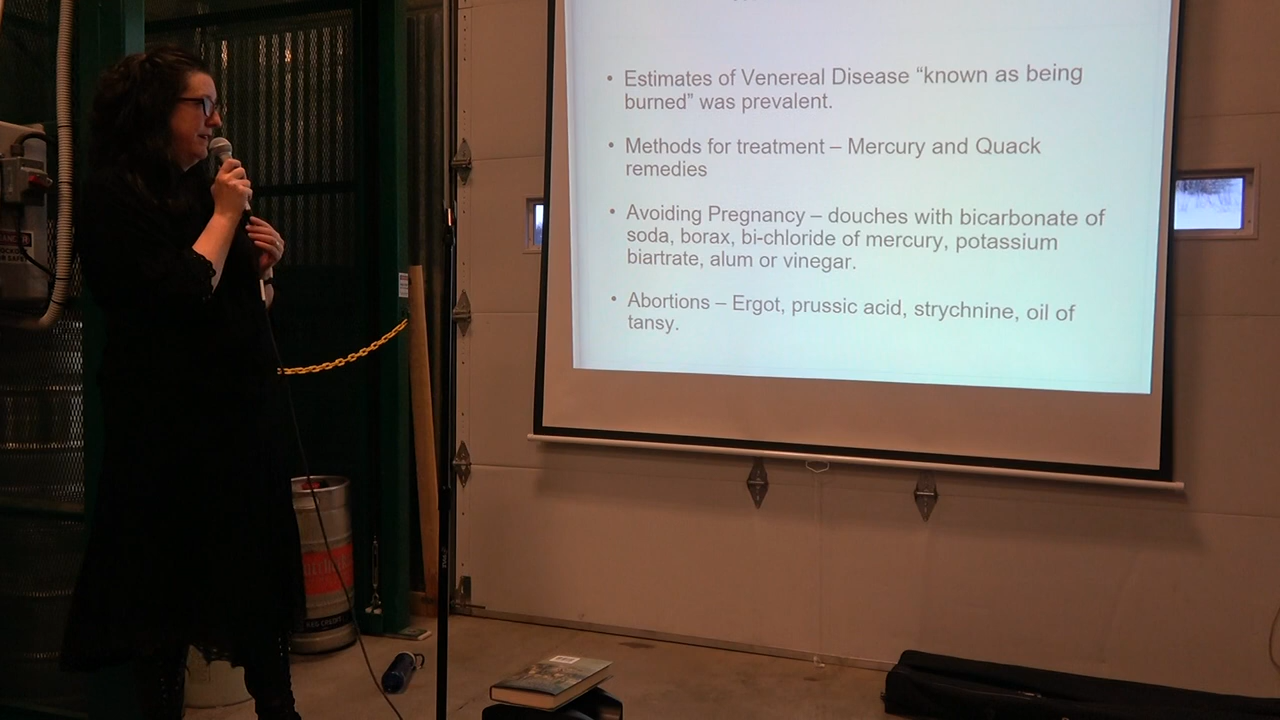 • Estimates of Venereal Disease “known as being
burned” was prevalent.
• Methods for treatment – Mercury and Quack
remedies
• Avoiding Pregnancy – douches with bicarbonate of
soda, borax, bi-chloride of mercury, potassium
biartrate, alum or vinegar.
• Abortions – Ergot, prussic acid, strychnine, oil of
tansy.